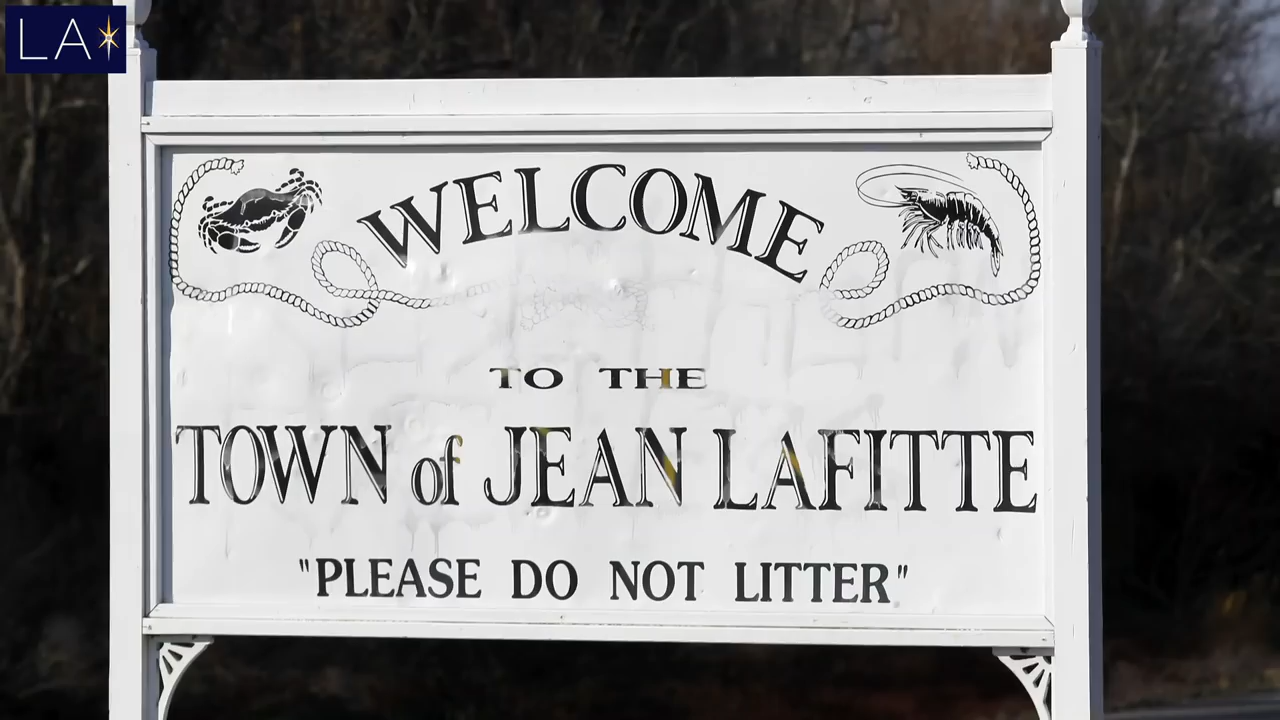 LA
WELCOME
TO THE
TOWN of JEAN LAFITTE
"PLEASE DO NOT LITTER"